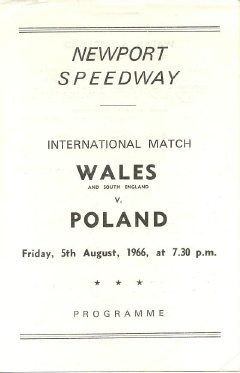 NEWPORT
SPEEDWAY
INTERNATIONAL MATCH
WALES
AND SOUTH ENGLAND
V.
POLAND
Friday, 5th August, 1966, at 7.30 p.m.
* * *
PROGRAMME